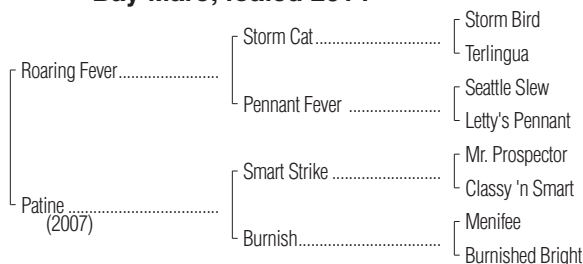 Bay Mare, foaled
Storm Bird
Storm Cat..............................
Terlingua
Roaring Fever........................
Seattle Slew
Pennant Fever ......................
Letty's Pennant
Mr. Prospector
Smart Strike ..........................
Classy 'n Smart
Patine ....................................
(2007)
Menifee
Burnish..................................
Burnished Bright